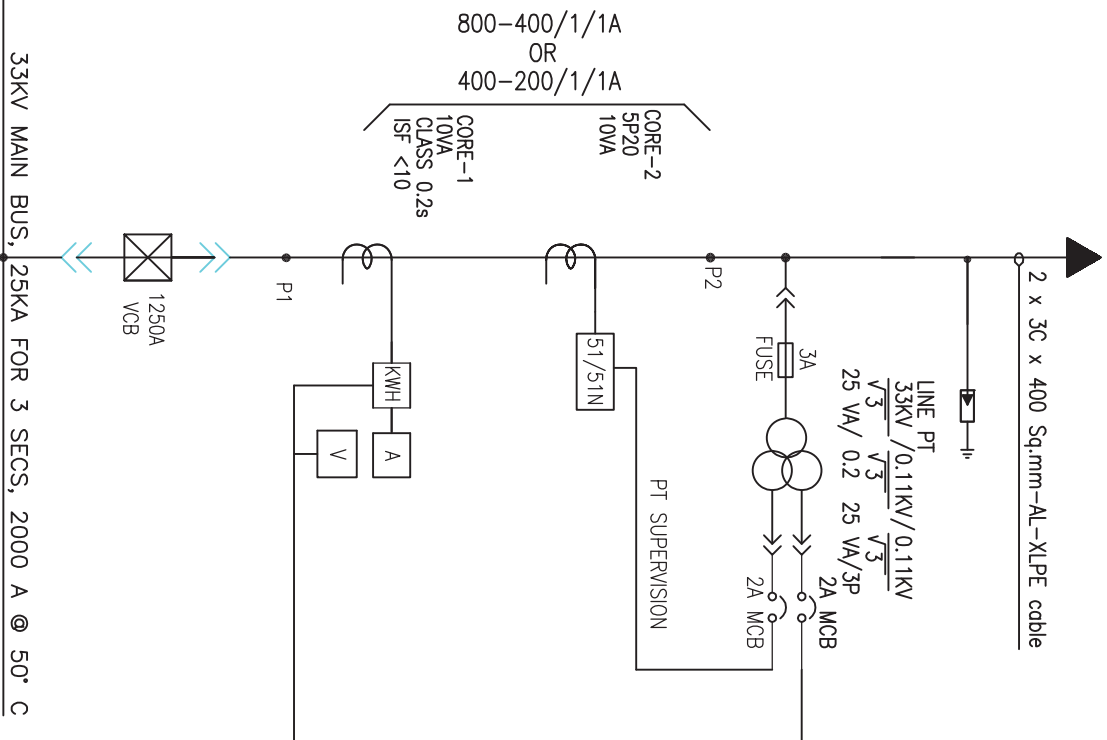 800-400/1/1A
OR
400-200/1/1A
CORE-2
5P20
10VA
CORE-1
10VA
CLASS 0.2s
ISF <10
33KV MAIN BUS, 25KA FOR 3 SECS, 2000 A @ 50° C
1250A
VCB
P1
P2
KWH
A
V
51/51N
PT SUPERVISION
3A
FUSE
LINE PT
33KV /0.11KV/ 0.11KV
√3 √3 √3
25 VA/ 0.2 25 VA/3P
2A MCB
2A MCB
2 x 3C x 400 Sq.mm-AL-XLPE cable